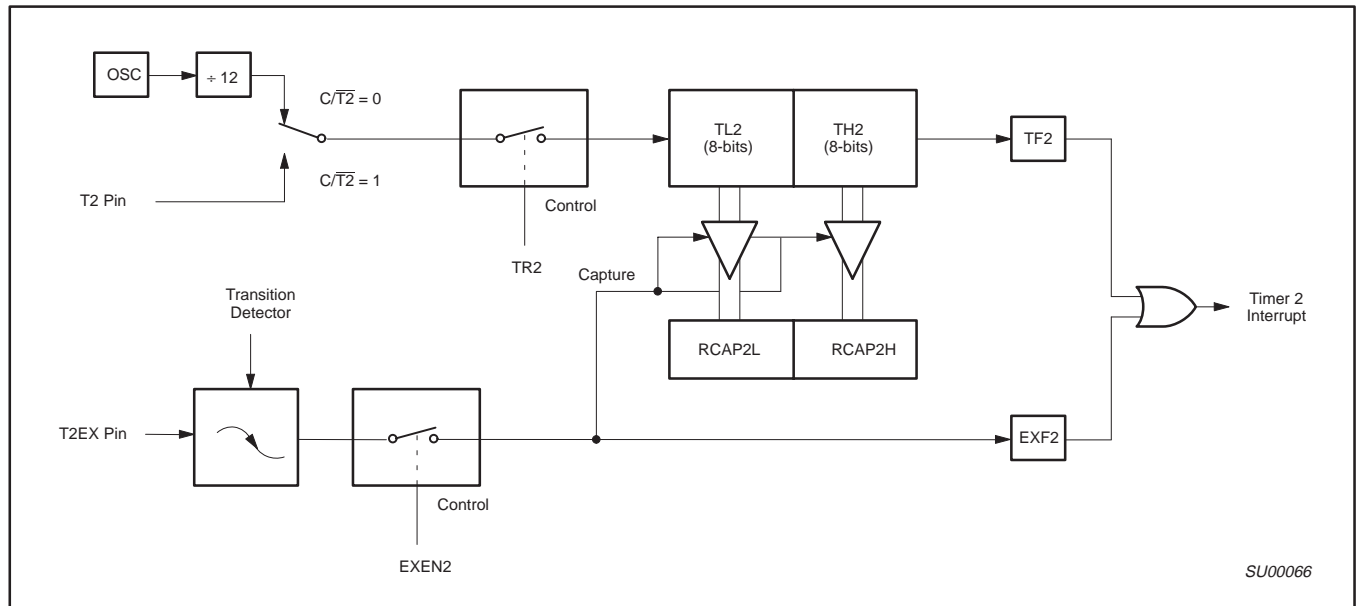 OSC
÷ 12
C/T2 = 0
TL2
(8-bits)
TH2
(8-bits)
TF2
C/T2 = 1
T2 Pin
Control
TR2
Capture
Transition
Detector
Timer 2
Interrupt
RCAP2L
RCAP2H
T2EX Pin
EXF2
Control
EXEN2
SU00066